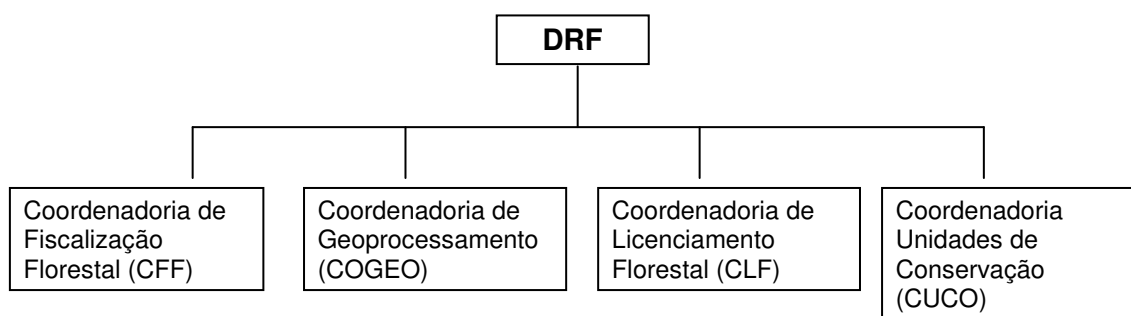 DRF
Coordenadoria de
Fiscalização
Florestal (CFF)
Coordenadoria de
Geoprocessamento
(COGEO)
Coordenadoria de
Licenciamento
Florestal (CLF)
Coordenadoria
Unidades de
Conservação
(CUCO)